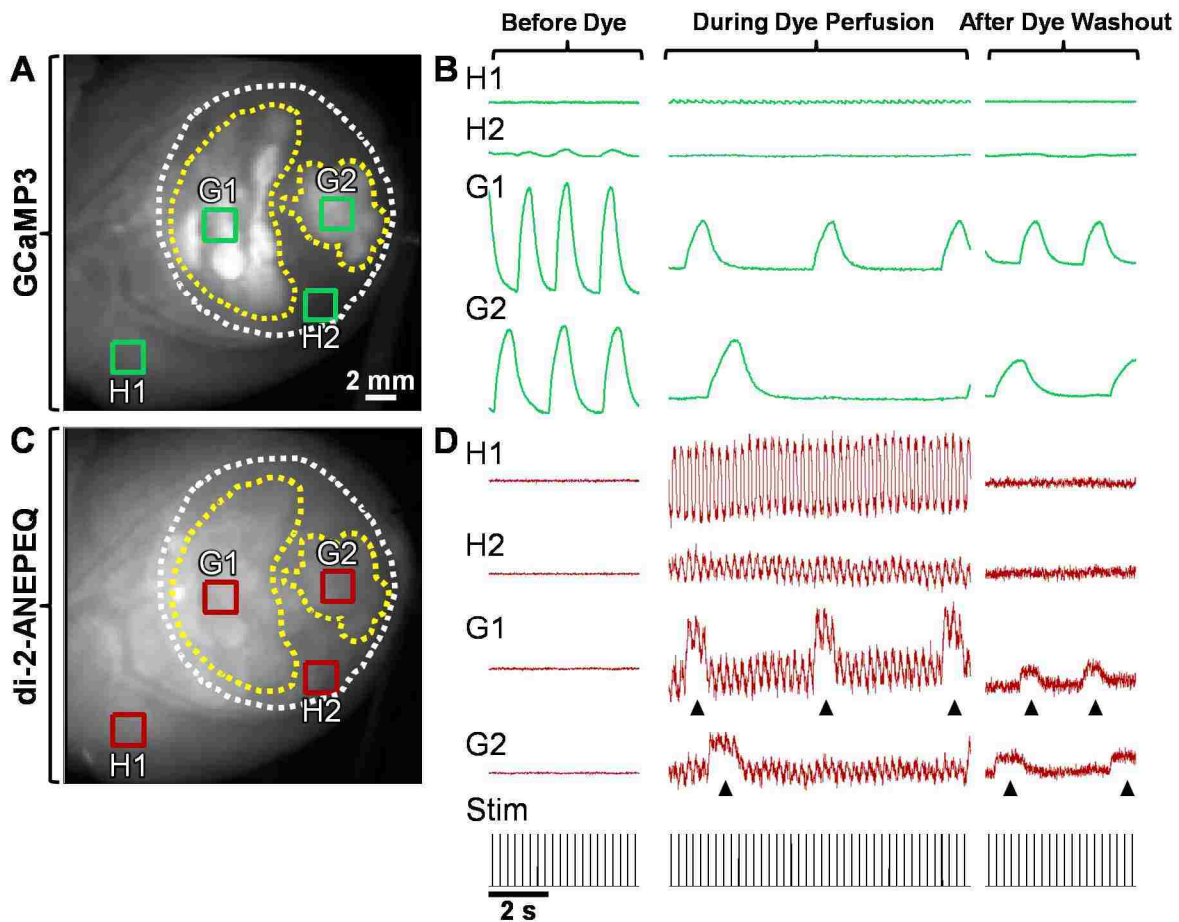 Before Dye
During Dye Perfusion
After Dye Washout
A
GCaMP3
G1
G2
H2
H1
2 mm
B
H1
H2
G1
G2
C
di-2-ANEPEQ
G1
G2
H2
H1
D
H1
H2
G1
G2
Stim
2 s